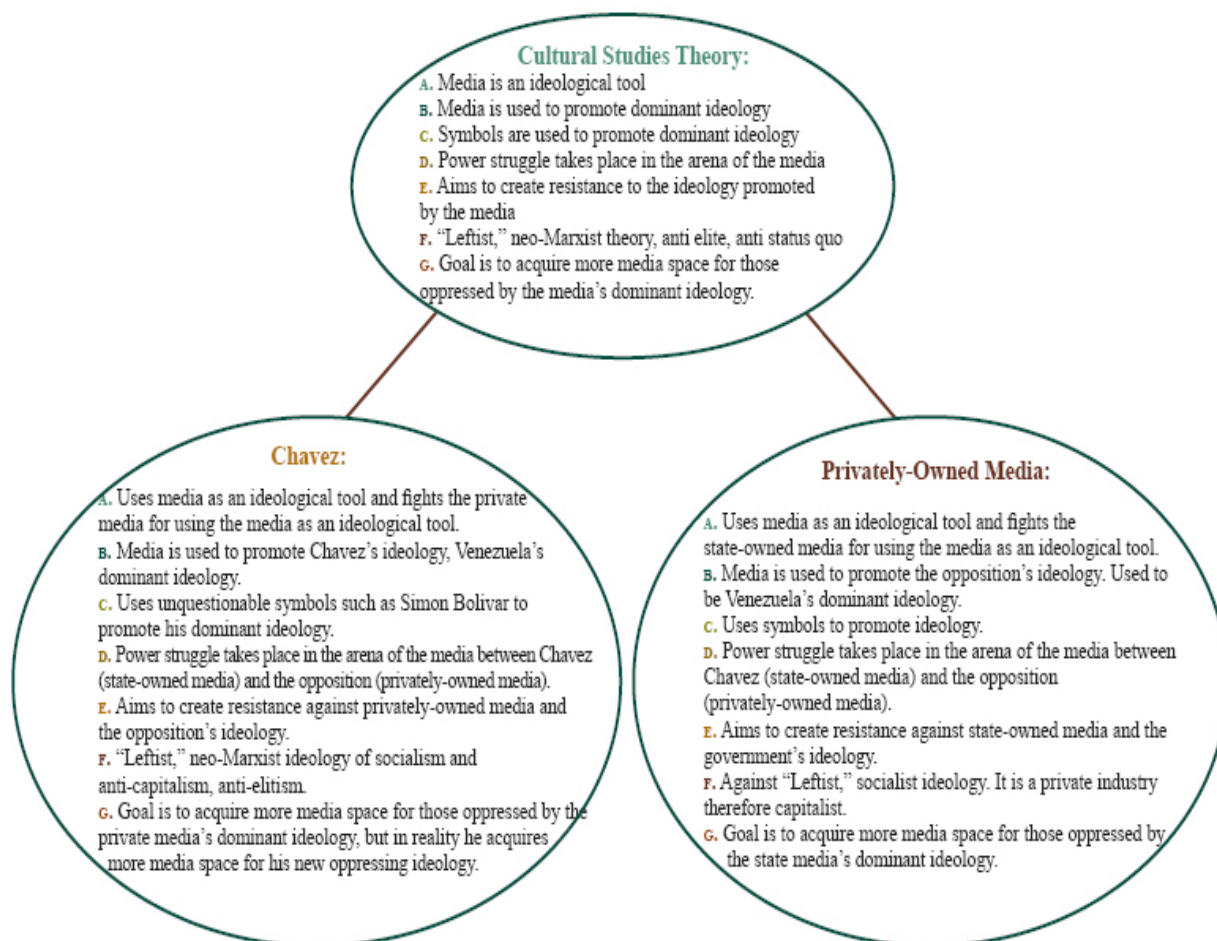 Cultural Studies Theory:
A. Media is an ideological tool
B. Media is used to promote dominant ideology
C. Symbols are used to promote dominant ideology
D. Power struggle takes place in the arena of the media
E. Aims to create resistance to the ideology promoted
by the media
F. “Leftist,” neo-Marxist theory, anti elite, anti status quo
G. Goal is to acquire more media space for those
oppressed by the media’s dominant ideology.
Chavez:
A. Uses media as an ideological tool and fights the private
media for using the media as an ideological tool.
B. Media is used to promote Chavez’s ideology, Venezuela’s
dominant ideology.
C. Uses unquestionable symbols such as Simon Bolivar to
promote his dominant ideology.
D. Power struggle takes place in the arena of the media between Chavez
(state-owned media) and the opposition (privately-owned media).
E. Aims to create resistance against privately-owned media and
the opposition’s ideology.
F. “Leftist,” neo-Marxist ideology of socialism and
anti-capitalism, anti-elitism.
G. Goal is to acquire more media space for those oppressed by the
private media’s dominant ideology, but in reality he acquires
more media space for his new oppressing ideology.
Privately-Owned Media:
A. Uses media as an ideological tool and fights the
state-owned media for using the media as an ideological tool.
B. Media is used to promote the opposition’s ideology. Used to
be Venezuela’s dominant ideology.
C. Uses symbols to promote ideology.
D. Power struggle takes place in the arena of the media between
Chavez (state-owned media) and the opposition
(privately-owned media).
E. Aims to create resistance against state-owned media and the
government’s ideology.
F. Against “Leftist,” socialist ideology. It is a private industry
therefore capitalist.
G. Goal is to acquire more media space for those oppressed by
the state media’s dominant ideology.